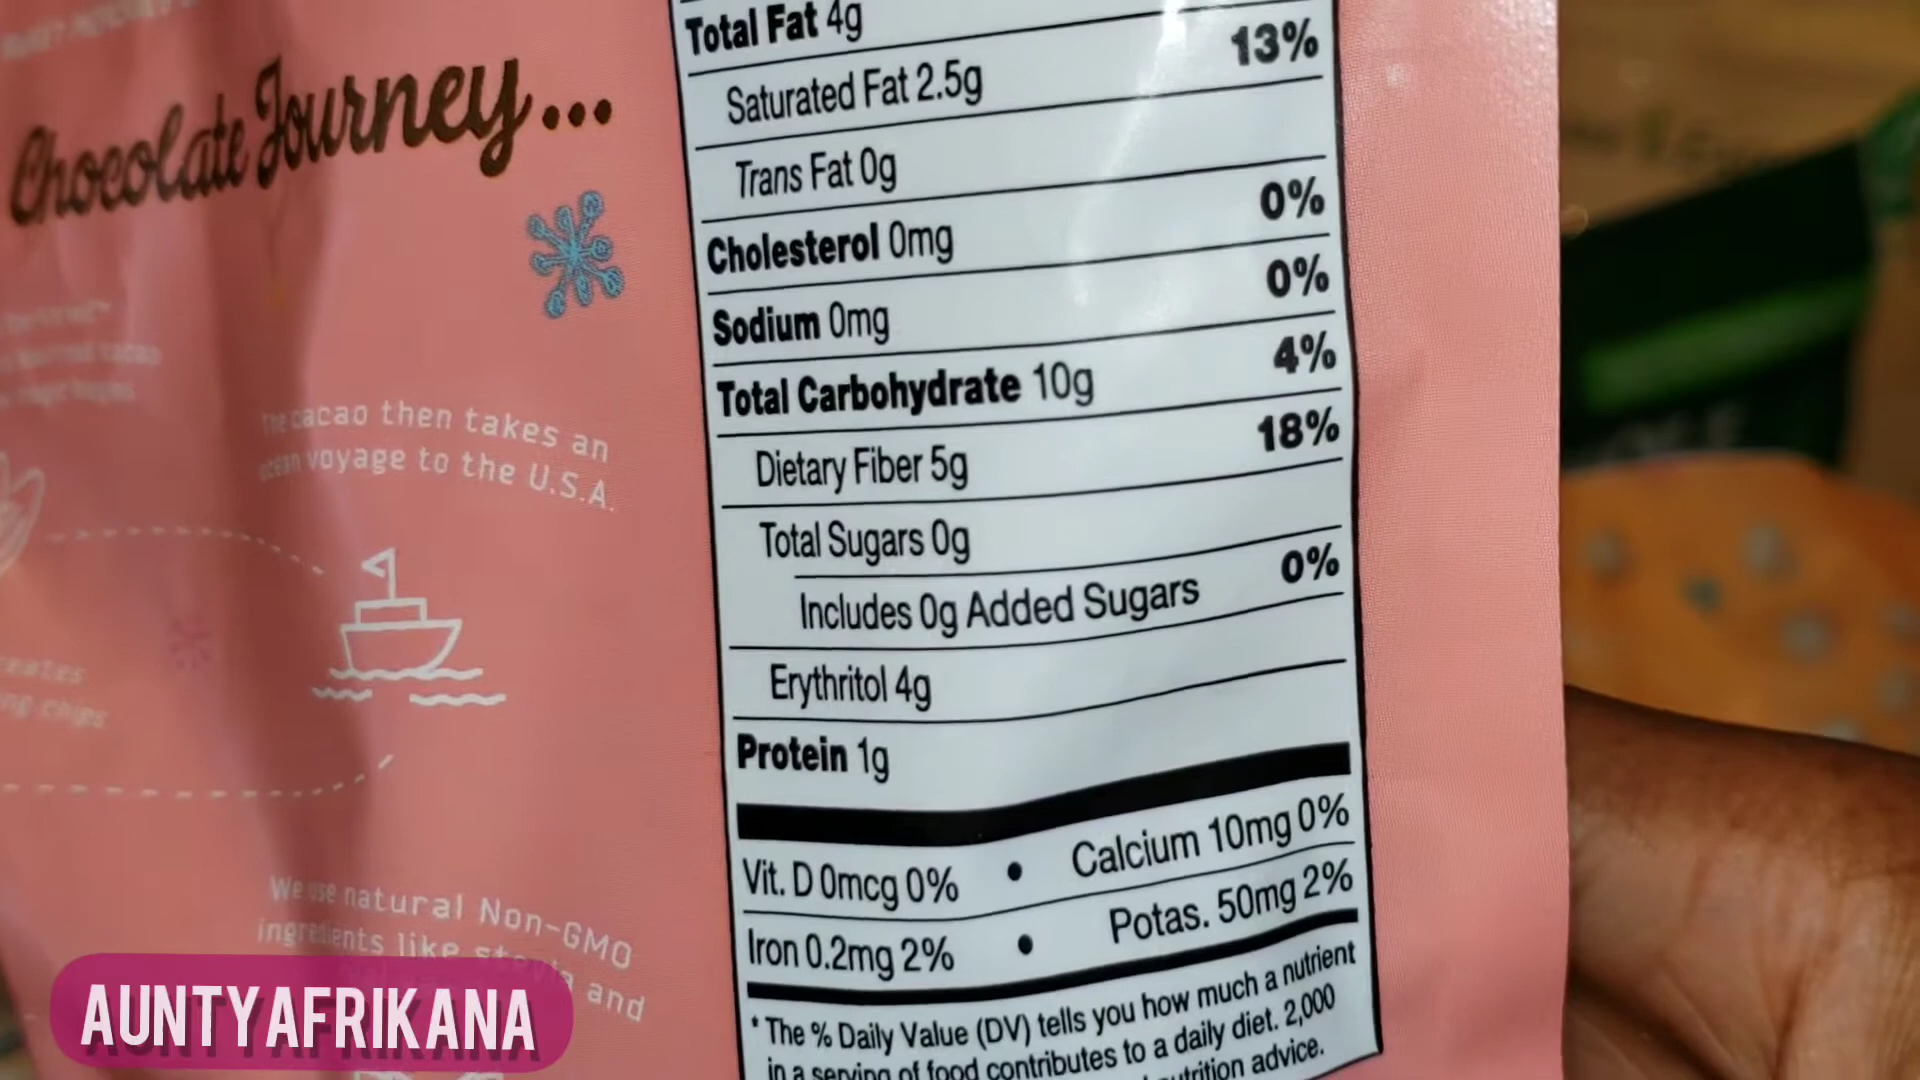 Chocolate Journey...
The cacao then takes an
ocean voyage to the U.S.A.
We use natural Non-GMO
ingredients like stevia and
Total Fat 4g
Saturated Fat 2.5g 13%
Trans Fat 0g
Cholesterol 0mg 0%
Sodium 0mg 0%
Total Carbohydrate 10g 4%
Dietary Fiber 5g 18%
Total Sugars 0g
Includes 0g Added Sugars 0%
Erythritol 4g
Protein 1g
Vit. D 0mcg 0% • Calcium 10mg 0%
Iron 0.2mg 2% • Potas. 50mg 2%
* The % Daily Value (DV) tells you how much a nutrient
in a serving of food contributes to a daily diet. 2,000
nutrition advice.
AUNTYAFRIKANA